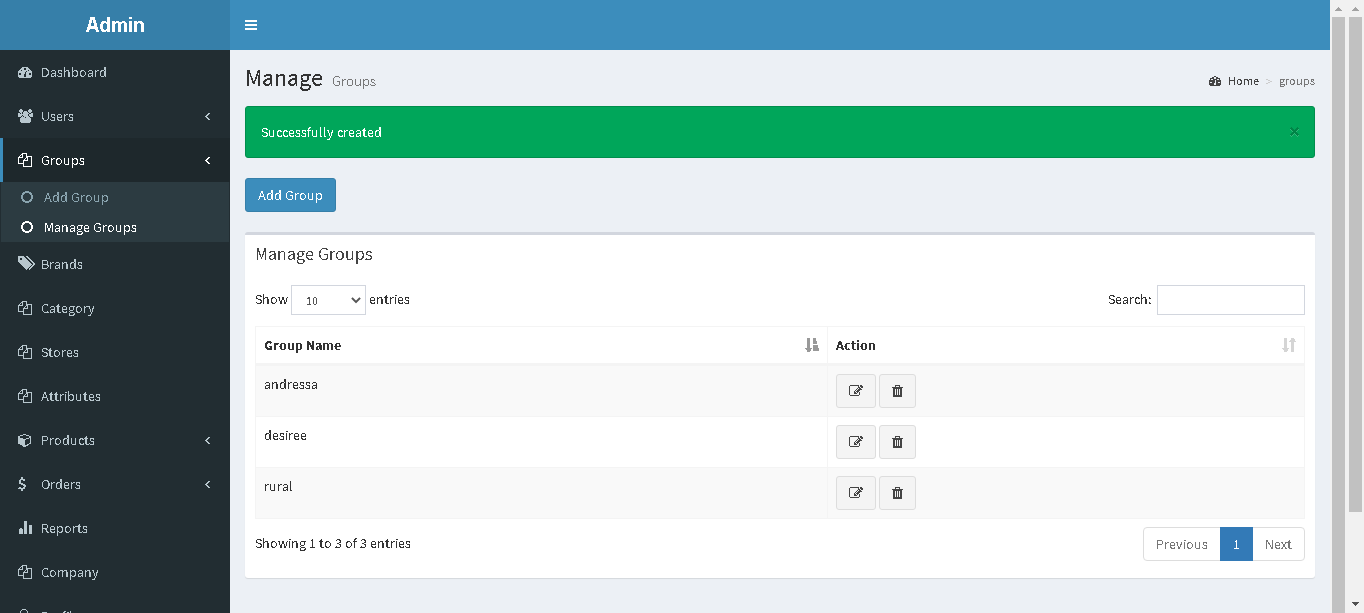 Admin
Dashboard
Users
Groups
Add Group
Manage Groups
Brands
Category
Stores
Attributes
Products
Orders
Reports
Company
Manage Groups
Home > groups
Successfully created ×
Add Group
Manage Groups
Show 10 entries
Search:
Group Name Action
andressa
desiree
rural
Showing 1 to 3 of 3 entries
Previous 1 Next